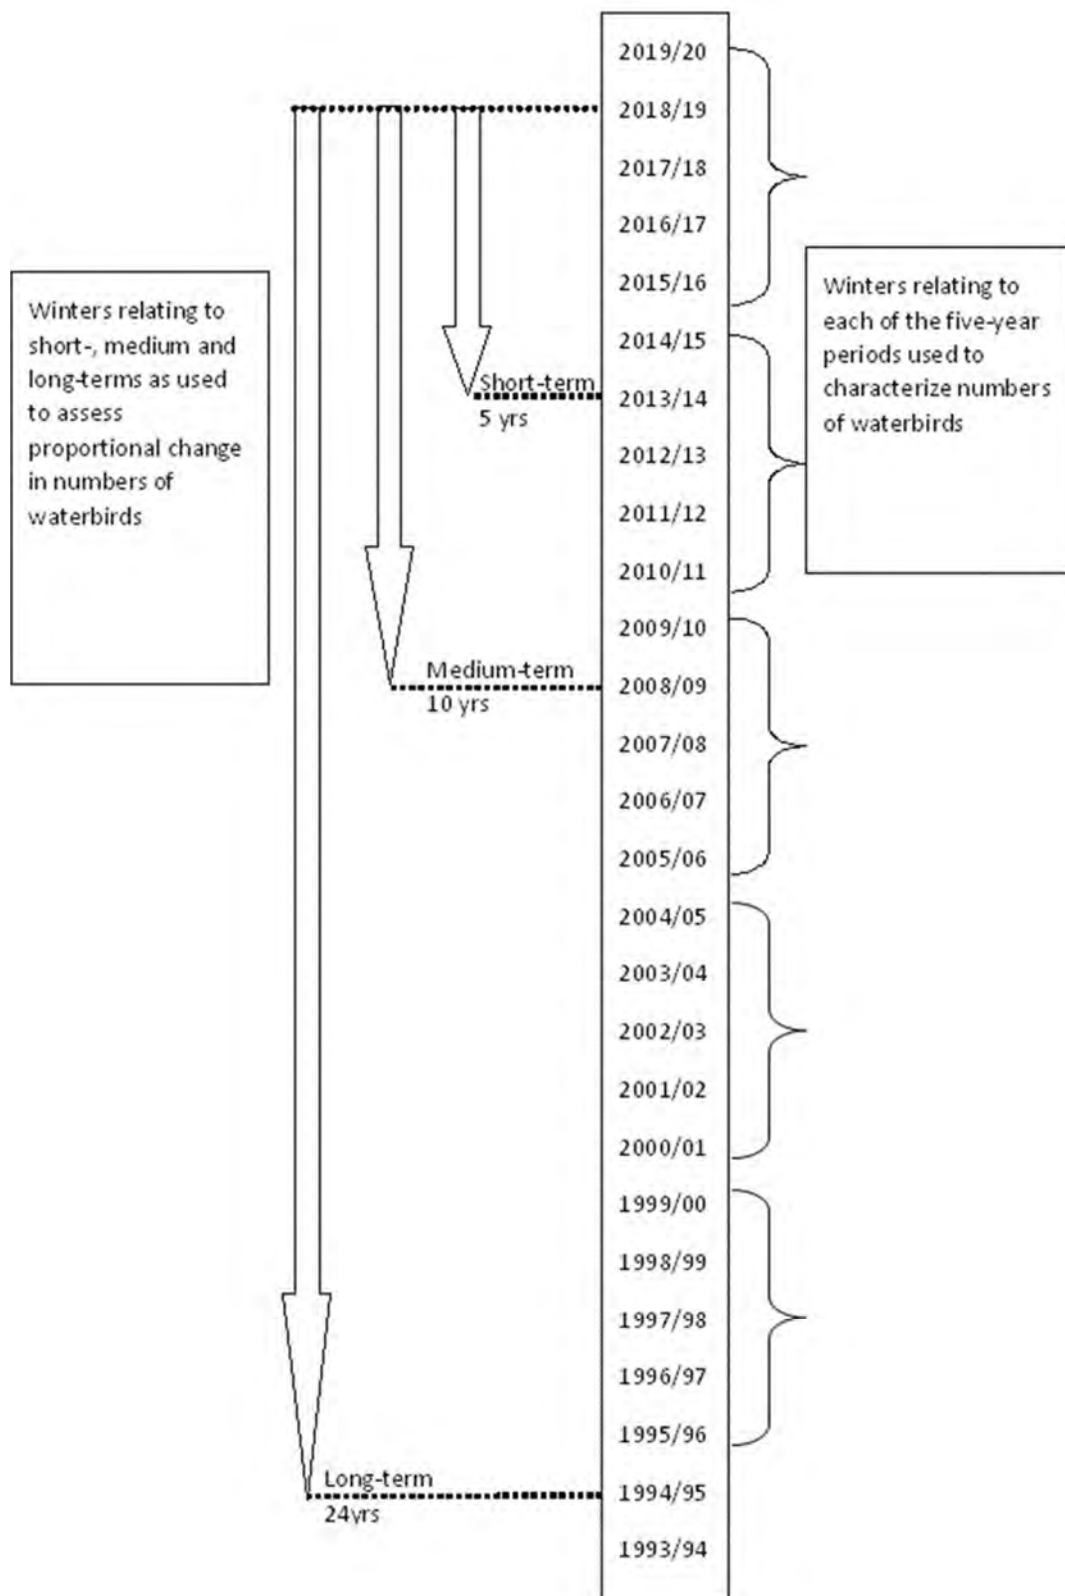 Winters relating to
short-, medium and
long-terms as used
to assess
proportional change
in numbers of
waterbirds
Short-term
5 yrs
Medium-term
10 yrs
Long-term
24yrs
2019/20
2018/19
2017/18
2016/17
2015/16
2014/15
2013/14
2012/13
2011/12
2010/11
2009/10
2008/09
2007/08
2006/07
2005/06
2004/05
2003/04
2002/03
2001/02
2000/01
1999/00
1998/99
1997/98
1996/97
1995/96
1994/95
1993/94
Winters relating to
each of the five-year
periods used to
characterize numbers
of waterbirds